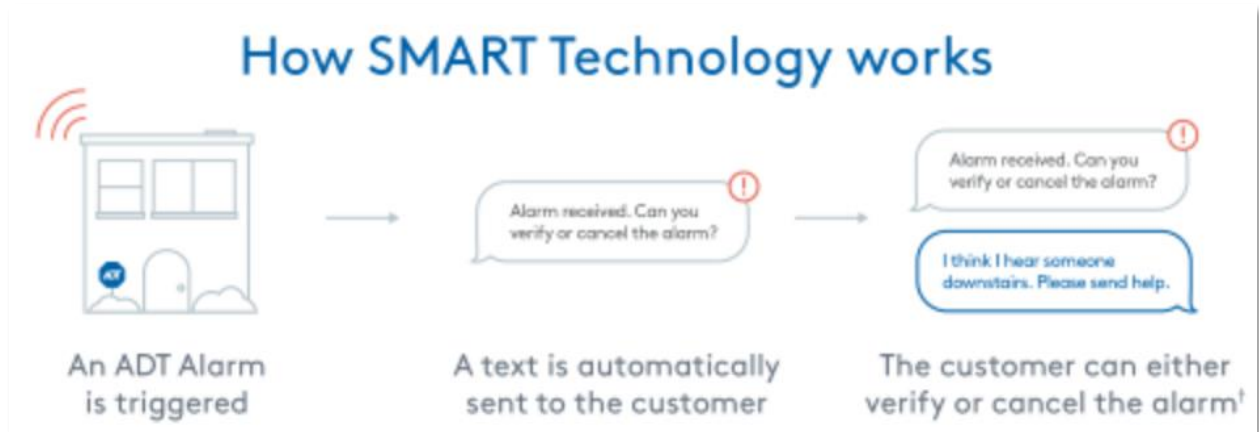 How SMART Technology works
ADT
Alarm received. Can you
verify or cancel the alarm?
Alarm received. Can you
verify or cancel the alarm?
I think I hear someone
downstairs. Please send help.
An ADT Alarm
is triggered
A text is automatically
sent to the customer
The customer can either
verify or cancel the alarm†